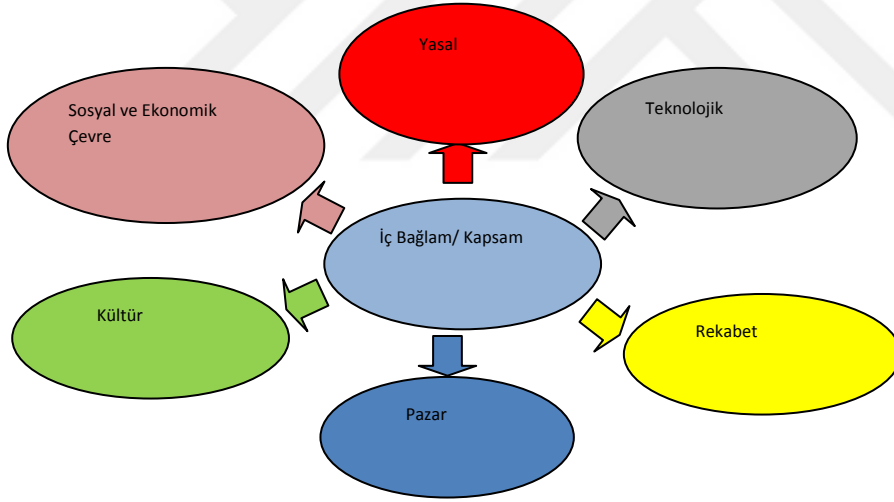 Yasal
Sosyal ve Ekonomik
Çevre
Teknolojik
İç Bağlam/ Kapsam
Kültür
Rekabet
Pazar